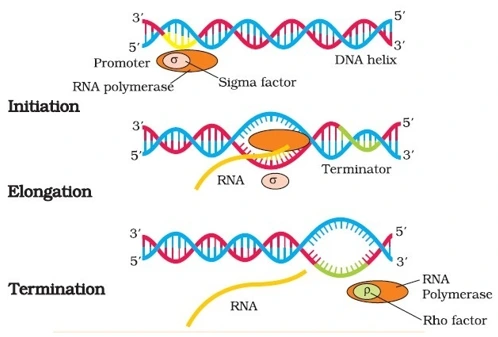 3′
5′
5′
3′
Promoter
σ
DNA helix
RNA polymerase
Sigma factor
Initiation
3′
5′
5′
3′
RNA
σ
Terminator
Elongation
3′
5′
5′
3′
Termination
RNA
ρ
RNA
Polymerase
Rho factor